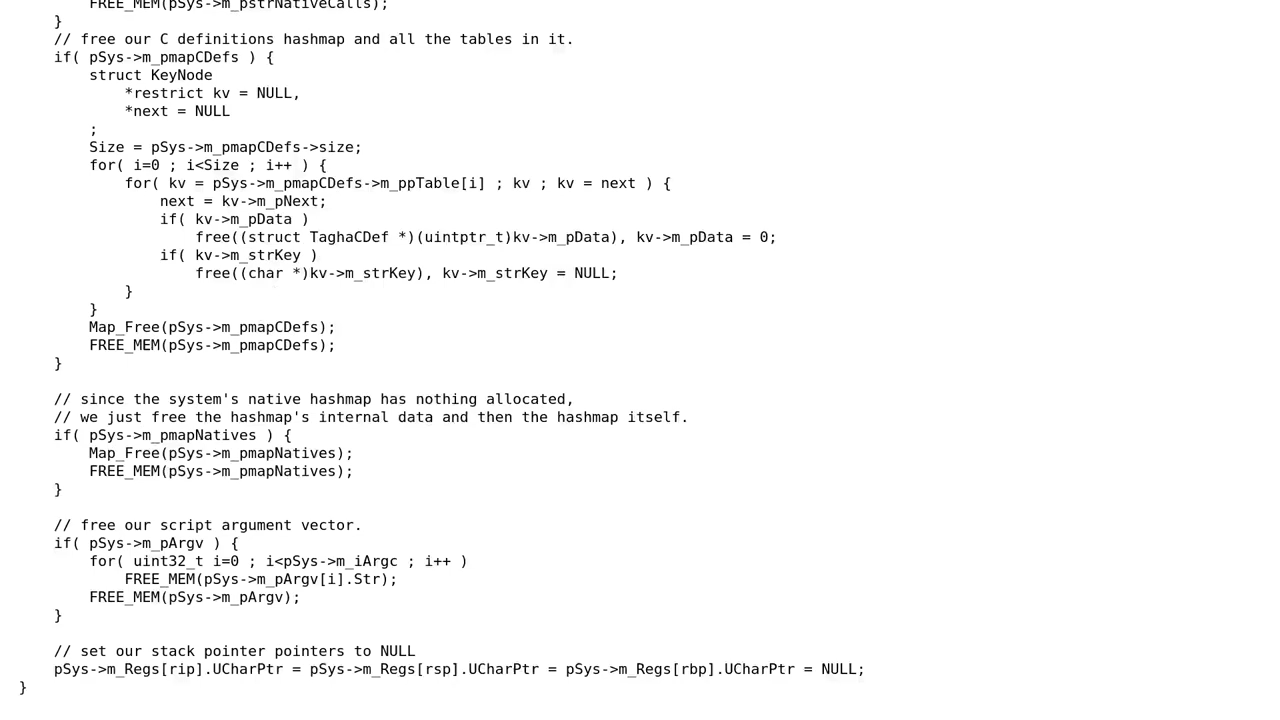 FREE_MEM(pSys->m_pstrNativeCalls);
    }
    // free our C definitions hashmap and all the tables in it.
    if( pSys->m_pmapCDefs ) {
        struct KeyNode
            *restrict kv = NULL,
            *next = NULL
        ;
        Size = pSys->m_pmapCDefs->size;
        for( i=0 ; i<Size ; i++ ) {
            for( kv = pSys->m_pmapCDefs->m_ppTable[i] ; kv ; kv = next ) {
                next = kv->m_pNext;
                if( kv->m_pData )
                    free((struct TaghaCDef *)(uintptr_t)kv->m_pData), kv->m_pData = 0;
                if( kv->m_strKey )
                    free((char *)kv->m_strKey), kv->m_strKey = NULL;
            }
        }
        Map_Free(pSys->m_pmapCDefs);
        FREE_MEM(pSys->m_pmapCDefs);
    }

    // since the system's native hashmap has nothing allocated,
    // we just free the hashmap's internal data and then the hashmap itself.
    if( pSys->m_pmapNatives ) {
        Map_Free(pSys->m_pmapNatives);
        FREE_MEM(pSys->m_pmapNatives);
    }

    // free our script argument vector.
    if( pSys->m_pArgv ) {
        for( uint32_t i=0 ; i<pSys->m_iArgc ; i++ )
            FREE_MEM(pSys->m_pArgv[i].Str);
        FREE_MEM(pSys->m_pArgv);
    }

    // set our stack pointer pointers to NULL
    pSys->m_Regs[rip].UCharPtr = pSys->m_Regs[rsp].UCharPtr = pSys->m_Regs[rbp].UCharPtr = NULL;
}